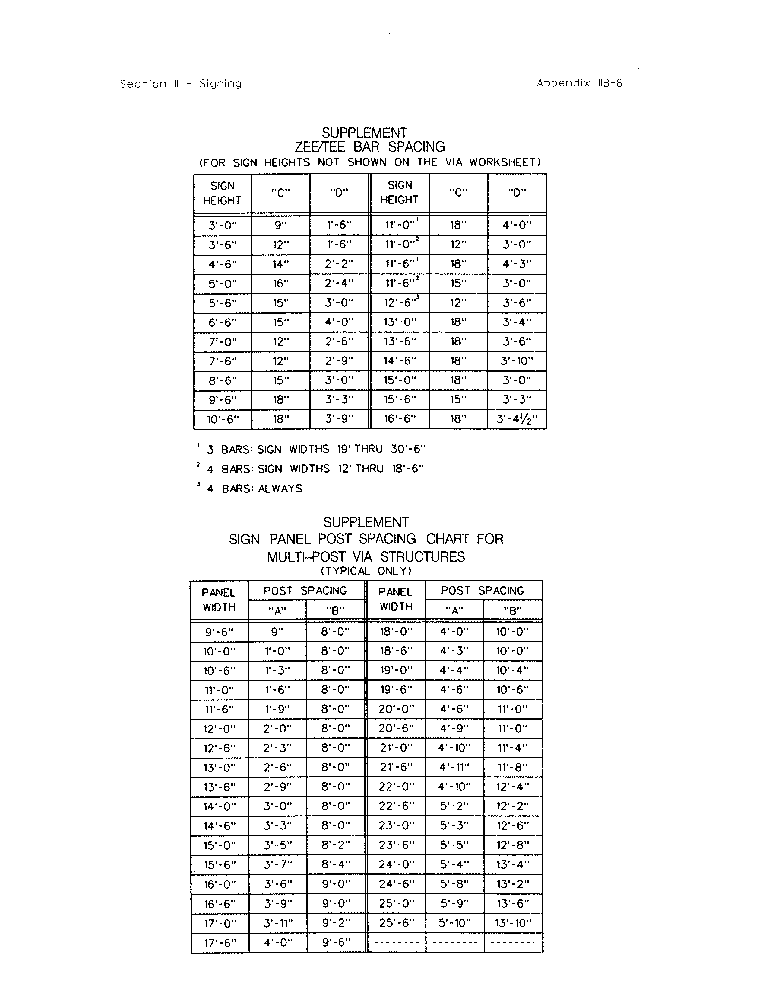 Section II - Signing
Appendix IIB-6
SUPPLEMENT
ZEE/TEE BAR SPACING
(FOR SIGN HEIGHTS NOT SHOWN ON THE VIA WORKSHEET)
SIGN HEIGHT "C" "D" SIGN HEIGHT "C" "D"
3'-0" 9" 1'-6" 11'-0"¹ 18" 4'-0"
3'-6" 12" 1'-6" 11'-0"² 12" 3'-0"
4'-6" 14" 2'-2" 11'-6"¹ 18" 4'-3"
5'-0" 16" 2'-4" 11'-6"² 15" 3'-0"
5'-6" 15" 3'-0" 12'-6"³ 12" 3'-6"
6'-6" 15" 4'-0" 13'-0" 18" 3'-4"
7'-0" 12" 2'-6" 13'-6" 18" 3'-6"
7'-6" 12" 2'-9" 14'-6" 18" 3'-10"
8'-6" 15" 3'-0" 15'-0" 18" 3'-0"
9'-6" 18" 3'-3" 15'-6" 15" 3'-3"
10'-6" 18" 3'-9" 16'-6" 18" 3'-4½"
¹ 3 BARS: SIGN WIDTHS 19' THRU 30'-6"
² 4 BARS: SIGN WIDTHS 12' THRU 18'-6"
³ 4 BARS: ALWAYS
SUPPLEMENT
SIGN PANEL POST SPACING CHART FOR
MULTI-POST VIA STRUCTURES
(TYPICAL ONLY)
PANEL WIDTH POST SPACING PANEL WIDTH POST SPACING
"A" "B" "A" "B"
9'-6" 9" 8'-0" 18'-0" 4'-0" 10'-0"
10'-0" 1'-0" 8'-0" 18'-6" 4'-3" 10'-0"
10'-6" 1'-3" 8'-0" 19'-0" 4'-4" 10'-4"
11'-0" 1'-6" 8'-0" 19'-6" 4'-6" 10'-6"
11'-6" 1'-9" 8'-0" 20'-0" 4'-6" 11'-0"
12'-0" 2'-0" 8'-0" 20'-6" 4'-9" 11'-0"
12'-6" 2'-3" 8'-0" 21'-0" 4'-10" 11'-4"
13'-0" 2'-6" 8'-0" 21'-6" 4'-11" 11'-8"
13'-6" 2'-9" 8'-0" 22'-0" 4'-10" 12'-4"
14'-0" 3'-0" 8'-0" 22'-6" 5'-2" 12'-2"
14'-6" 3'-3" 8'-0" 23'-0" 5'-3" 12'-6"
15'-0" 3'-5" 8'-2" 23'-6" 5'-5" 12'-8"
15'-6" 3'-7" 8'-4" 24'-0" 5'-4" 13'-4"
16'-0" 3'-6" 9'-0" 24'-6" 5'-8" 13'-2"
16'-6" 3'-9" 9'-0" 25'-0" 5'-9" 13'-6"
17'-0" 3'-11" 9'-2" 25'-6" 5'-10" 13'-10"
17'-6" 4'-0" 9'-6" -------- -------- --------